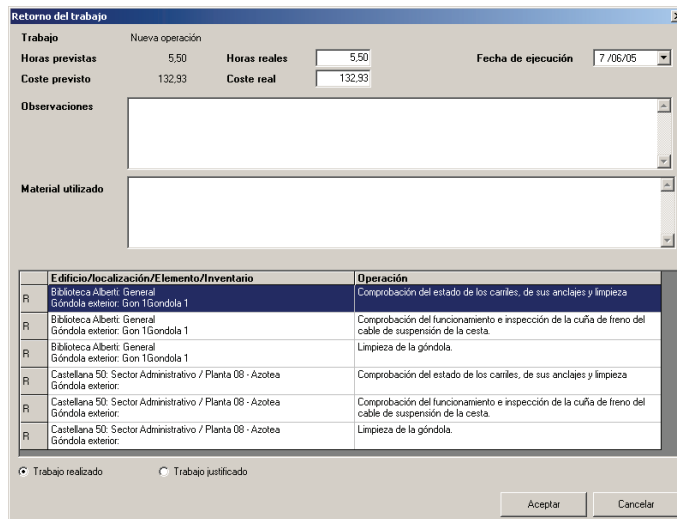 Retorno del trabajo
Trabajo Nueva operación
Horas previstas 5,50 Horas reales 5,50 Fecha de ejecución 7 /06/05
Coste previsto 132,93 Coste real 132,93
Observaciones
Material utilizado
Edificio/localización/Elemento/Inventario Operación
R Biblioteca Alberti: General Comprobación del estado de los carriles, de sus anclajes y limpieza
Góndola exterior: Gon 1Gondola 1
R Biblioteca Alberti: General Comprobación del funcionamiento e inspección de la cuña de freno del
Góndola exterior: Gon 1Gondola 1 cable de suspensión de la cesta.
R Biblioteca Alberti: General Limpieza de la góndola.
Góndola exterior: Gon 1Gondola 1
R Castellana 50: Sector Administrativo / Planta 08 - Azotea Comprobación del estado de los carriles, de sus anclajes y limpieza
Góndola exterior:
R Castellana 50: Sector Administrativo / Planta 08 - Azotea Comprobación del funcionamiento e inspección de la cuña de freno del
Góndola exterior: cable de suspensión de la cesta.
R Castellana 50: Sector Administrativo / Planta 08 - Azotea Limpieza de la góndola.
Góndola exterior:
Trabajo realizado Trabajo justificado
Aceptar Cancelar